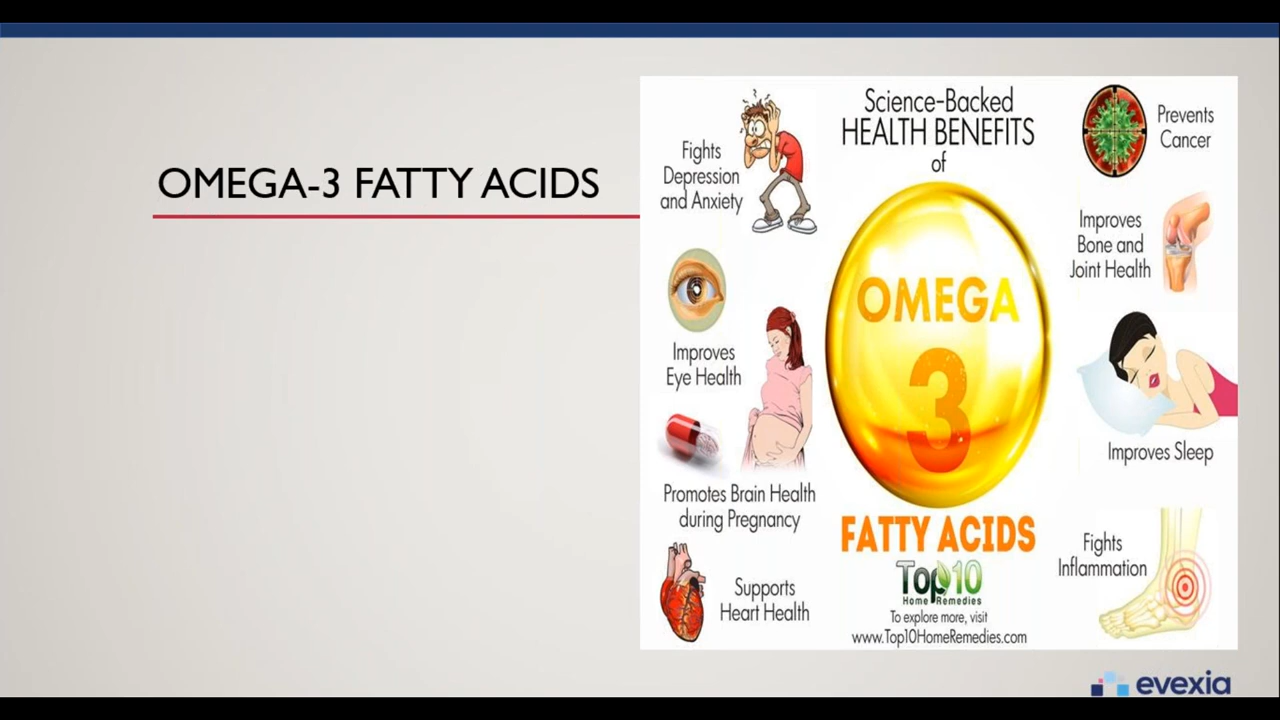 OMEGA-3 FATTY ACIDS
Science-Backed
HEALTH BENEFITS
of
OMEGA
3
FATTY ACIDS
Top10
Home Remedies
To explore more, visit
www.Top10HomeRemedies.com
Fights
Depression
and Anxiety
Improves
Eye Health
Promotes Brain Health
during Pregnancy
Supports
Heart Health
Prevents
Cancer
Improves
Bone and
Joint Health
Improves Sleep
Fights
Inflammation
evexia